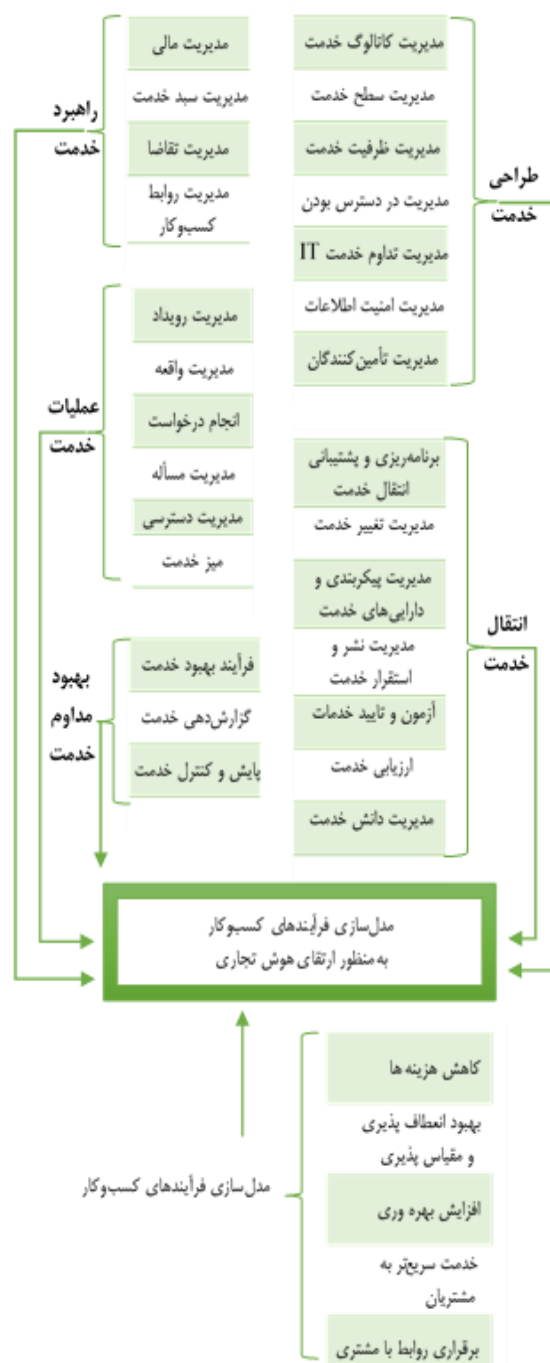 طراحی
خدمت
مدیریت کاتالوگ خدمت
مدیریت سطح خدمت
مدیریت ظرفیت خدمت
مدیریت در دسترس بودن
مدیریت تداوم خدمت IT
مدیریت امنیت اطلاعات
مدیریت تأمین‌کنندگان
راهبرد
خدمت
مدیریت مالی
مدیریت سبد خدمت
مدیریت تقاضا
مدیریت روابط
کسب‌وکار
انتقال
خدمت
برنامه‌ریزی و پشتیبانی
انتقال خدمت
مدیریت تغییر خدمت
مدیریت پیکربندی و
دارایی‌های خدمت
مدیریت نشر و
استقرار خدمت
آزمون و تایید خدمات
ارزیابی خدمت
مدیریت دانش خدمت
عملیات
خدمت
مدیریت رویداد
مدیریت واقعه
انجام درخواست
مدیریت مسأله
مدیریت دسترسی
میز خدمت
بهبود
مداوم
خدمت
فرآیند بهبود خدمت
گزارش‌دهی خدمت
پایش و کنترل خدمت
مدل‌سازی فرآیندهای کسب‌وکار
به منظور ارتقای هوش تجاری
مدل‌سازی فرآیندهای کسب‌وکار
کاهش هزینه ها
بهبود انعطاف پذیری
و مقیاس پذیری
افزایش بهره وری
خدمت سریع‌تر به
مشتریان
برقراری روابط با مشتری